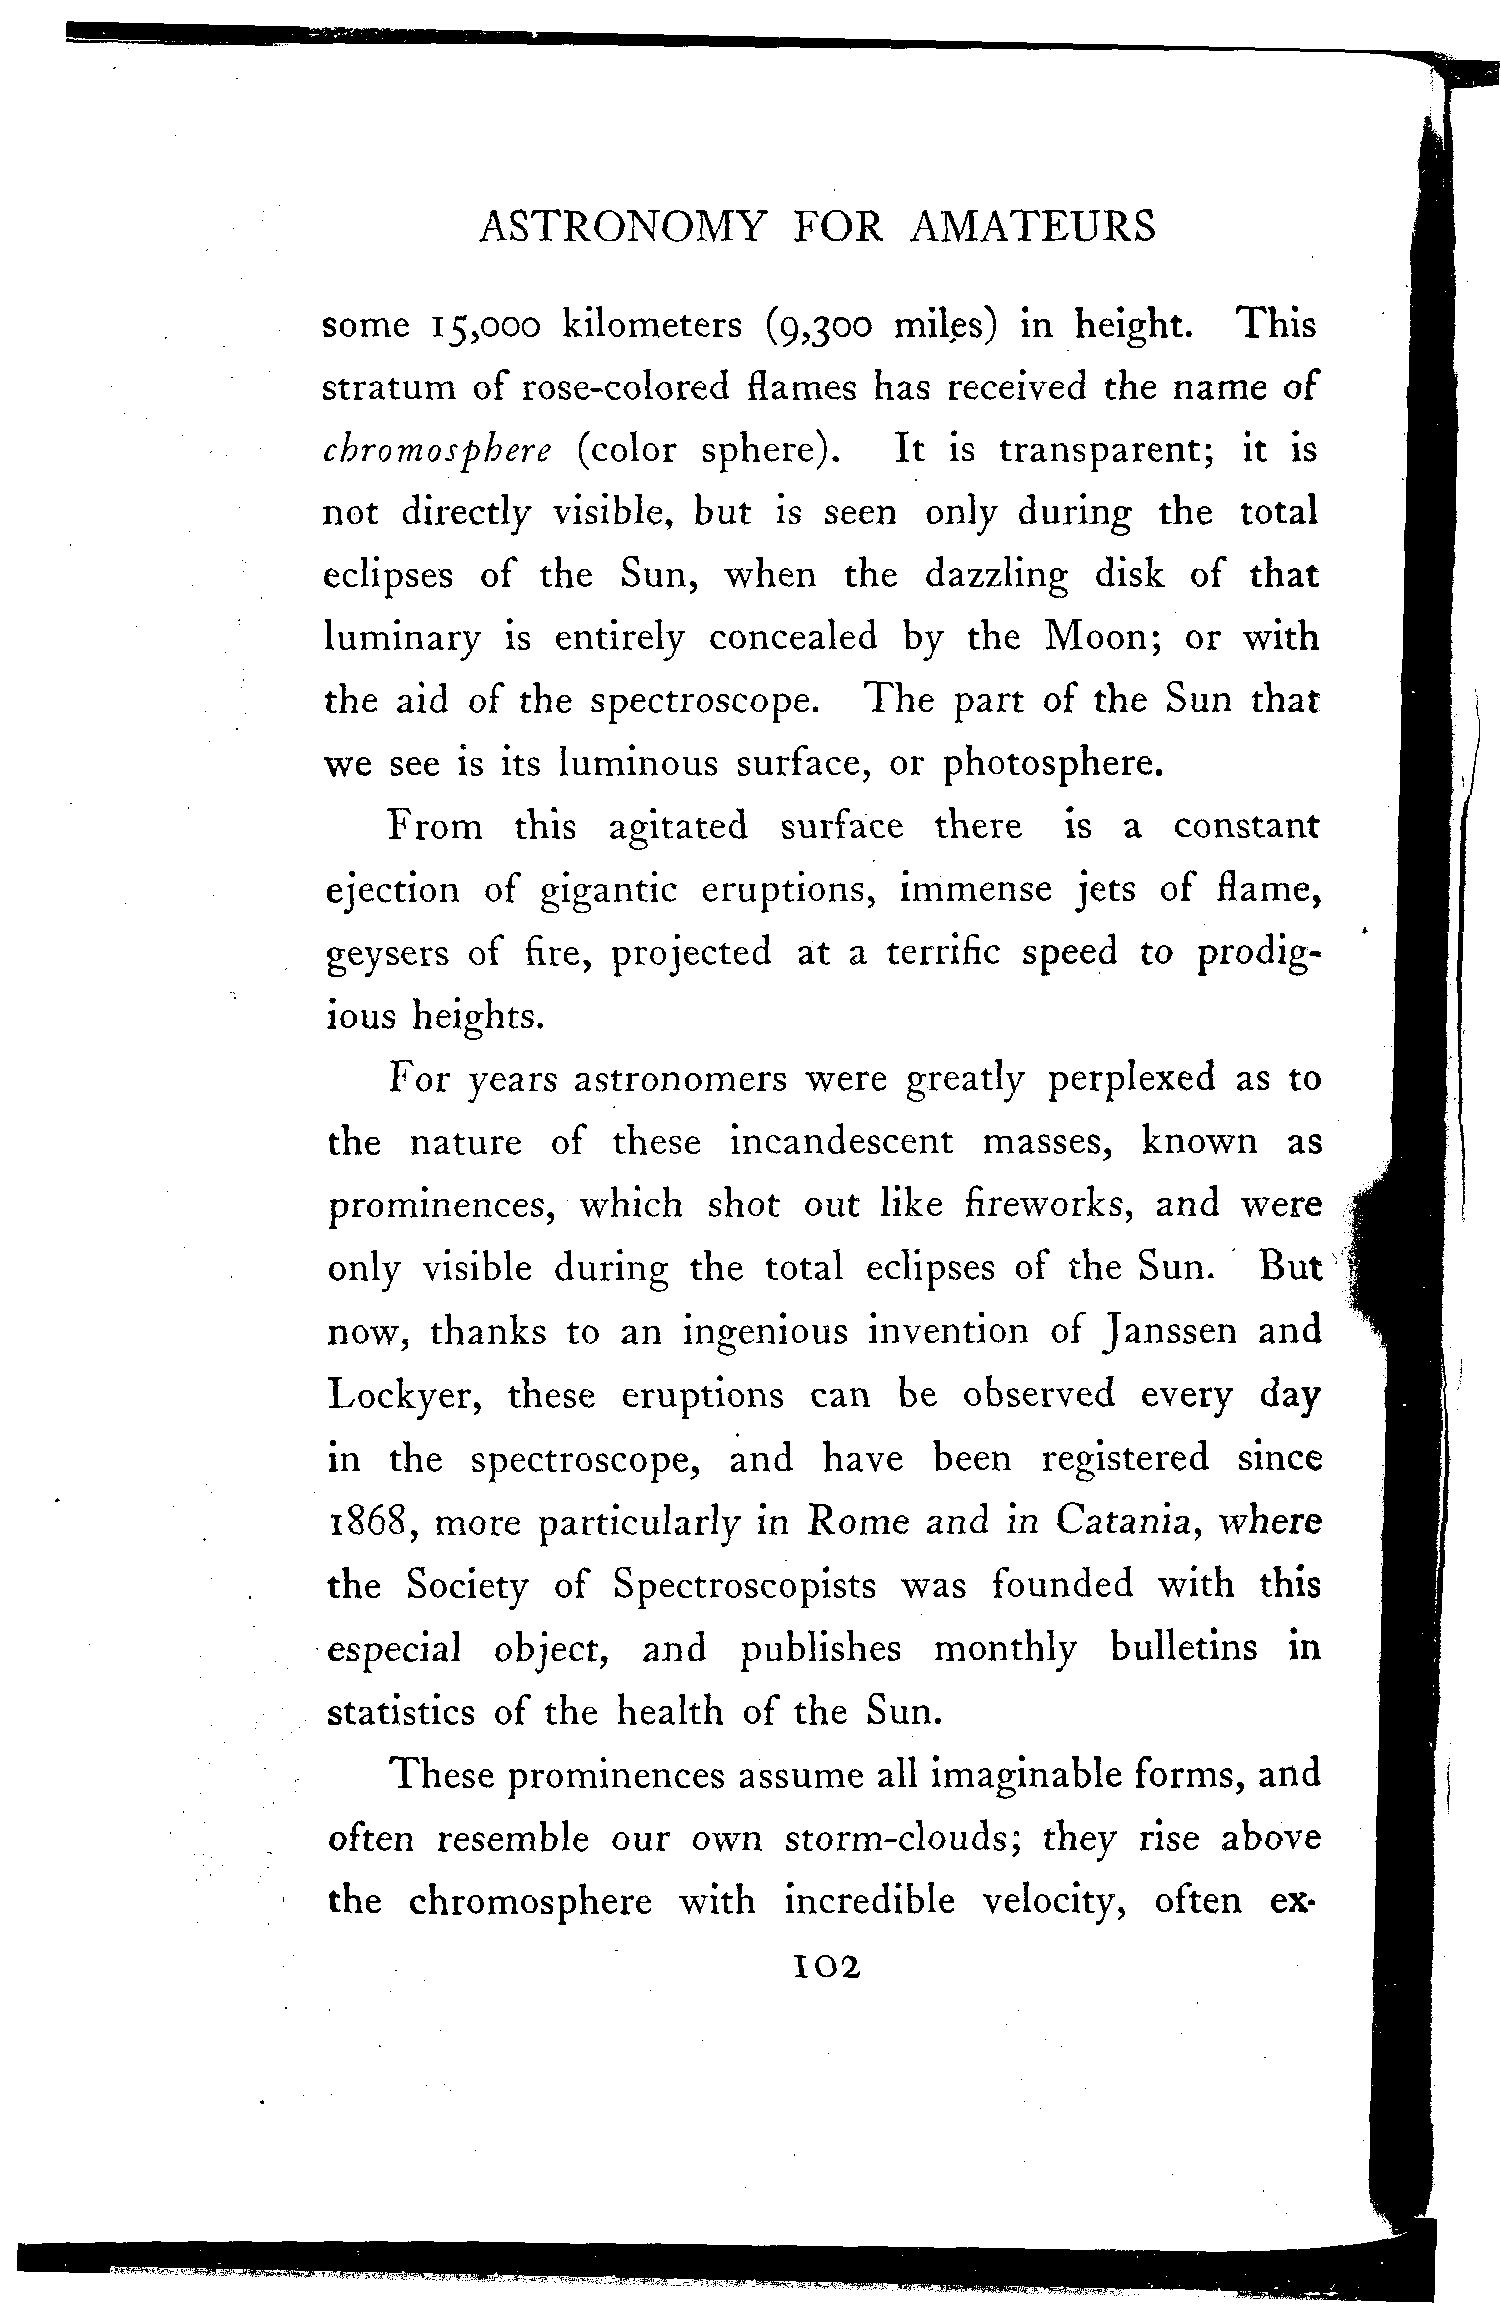 ASTRONOMY FOR AMATEURS
some 15,000 kilometers (9,300 miles) in height. This
stratum of rose-colored flames has received the name of
chromosphere (color sphere). It is transparent; it is
not directly visible, but is seen only during the total
eclipses of the Sun, when the dazzling disk of that
luminary is entirely concealed by the Moon; or with
the aid of the spectroscope. The part of the Sun that
we see is its luminous surface, or photosphere.
From this agitated surface there is a constant
ejection of gigantic eruptions, immense jets of flame,
geysers of fire, projected at a terrific speed to prodig-
ious heights.
For years astronomers were greatly perplexed as to
the nature of these incandescent masses, known as
prominences, which shot out like fireworks, and were
only visible during the total eclipses of the Sun. But
now, thanks to an ingenious invention of Janssen and
Lockyer, these eruptions can be observed every day
in the spectroscope, and have been registered since
1868, more particularly in Rome and in Catania, where
the Society of Spectroscopists was founded with this
especial object, and publishes monthly bulletins in
statistics of the health of the Sun.
These prominences assume all imaginable forms, and
often resemble our own storm-clouds; they rise above
the chromosphere with incredible velocity, often ex-
102